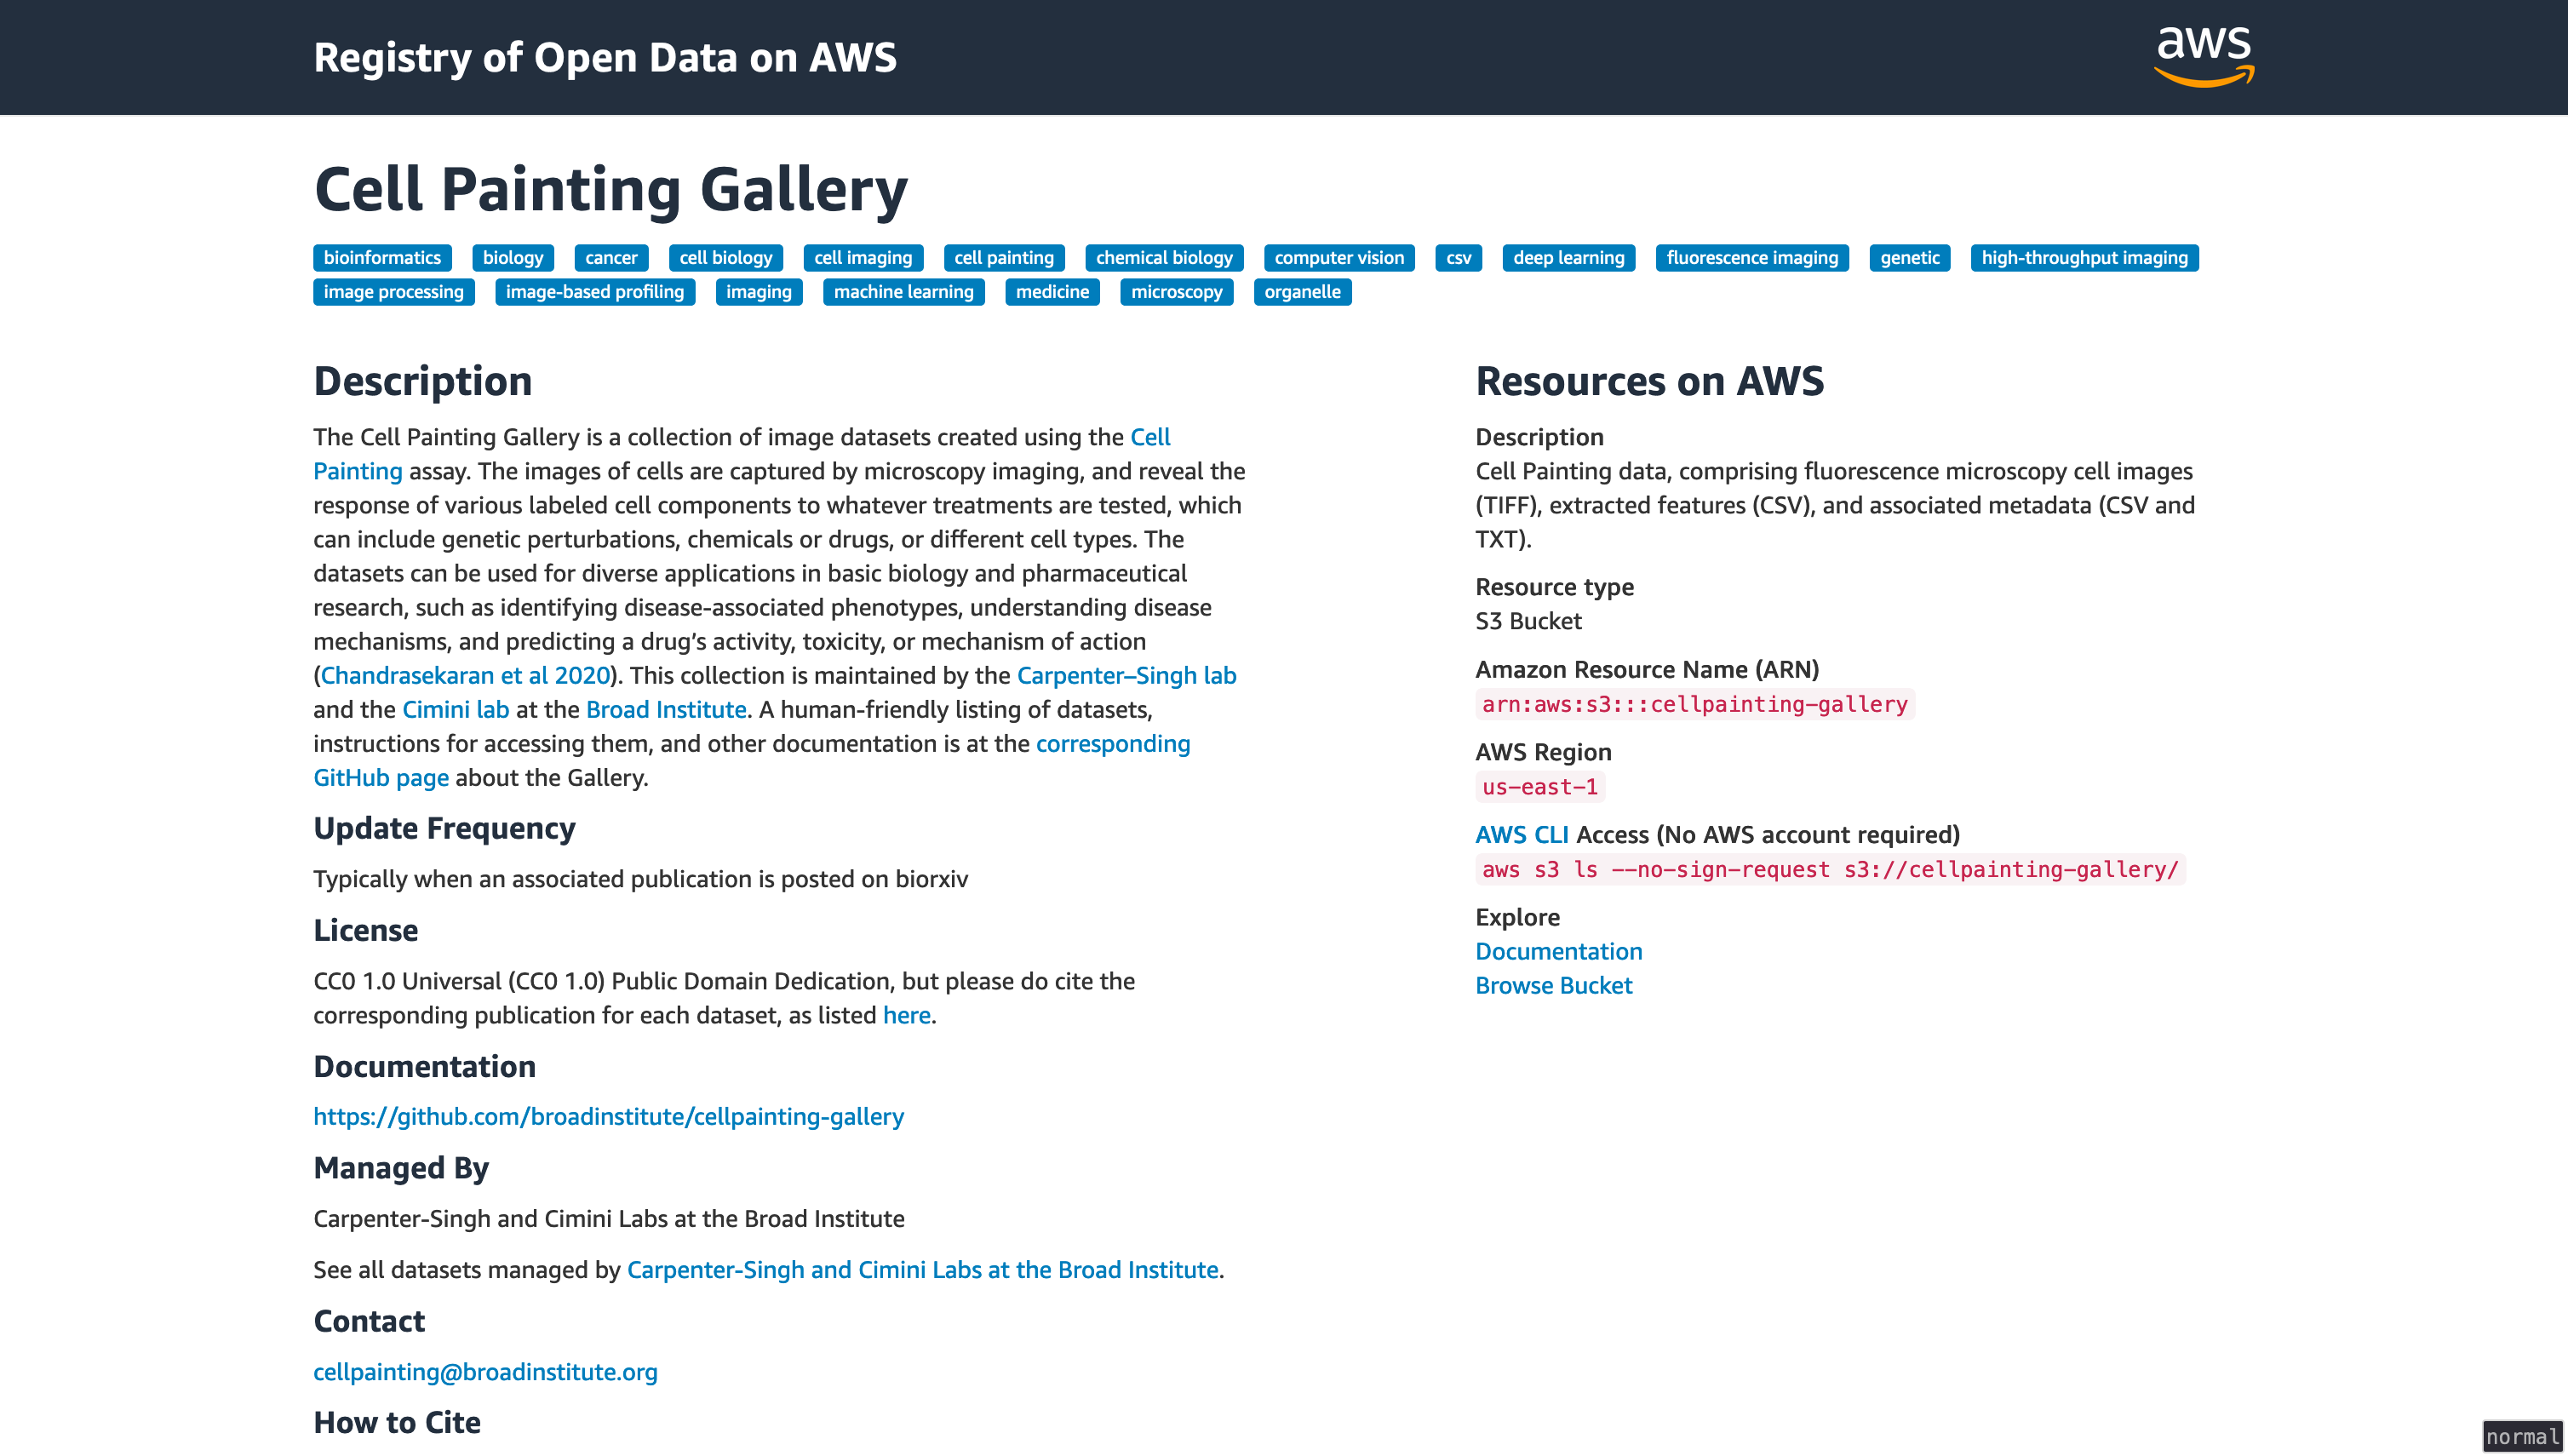 Registry of Open Data on AWS
aws
Cell Painting Gallery
bioinformatics biology cancer cell biology cell imaging cell painting chemical biology computer vision csv deep learning fluorescence imaging genetic high-throughput imaging
image processing image-based profiling imaging machine learning medicine microscopy organelle
Description
The Cell Painting Gallery is a collection of image datasets created using the Cell
Painting assay. The images of cells are captured by microscopy imaging, and reveal the
response of various labeled cell components to whatever treatments are tested, which
can include genetic perturbations, chemicals or drugs, or different cell types. The
datasets can be used for diverse applications in basic biology and pharmaceutical
research, such as identifying disease-associated phenotypes, understanding disease
mechanisms, and predicting a drug’s activity, toxicity, or mechanism of action
(Chandrasekaran et al 2020). This collection is maintained by the Carpenter–Singh lab
and the Cimini lab at the Broad Institute. A human-friendly listing of datasets,
instructions for accessing them, and other documentation is at the corresponding
GitHub page about the Gallery.
Update Frequency
Typically when an associated publication is posted on biorxiv
License
CC0 1.0 Universal (CC0 1.0) Public Domain Dedication, but please do cite the
corresponding publication for each dataset, as listed here.
Documentation
https://github.com/broadinstitute/cellpainting-gallery
Managed By
Carpenter-Singh and Cimini Labs at the Broad Institute
See all datasets managed by Carpenter-Singh and Cimini Labs at the Broad Institute.
Contact
cellpainting@broadinstitute.org
How to Cite
Resources on AWS
Description
Cell Painting data, comprising fluorescence microscopy cell images
(TIFF), extracted features (CSV), and associated metadata (CSV and
TXT).
Resource type
S3 Bucket
Amazon Resource Name (ARN)
arn:aws:s3:::cellpainting-gallery
AWS Region
us-east-1
AWS CLI Access (No AWS account required)
aws s3 ls --no-sign-request s3://cellpainting-gallery/
Explore
Documentation
Browse Bucket
normal